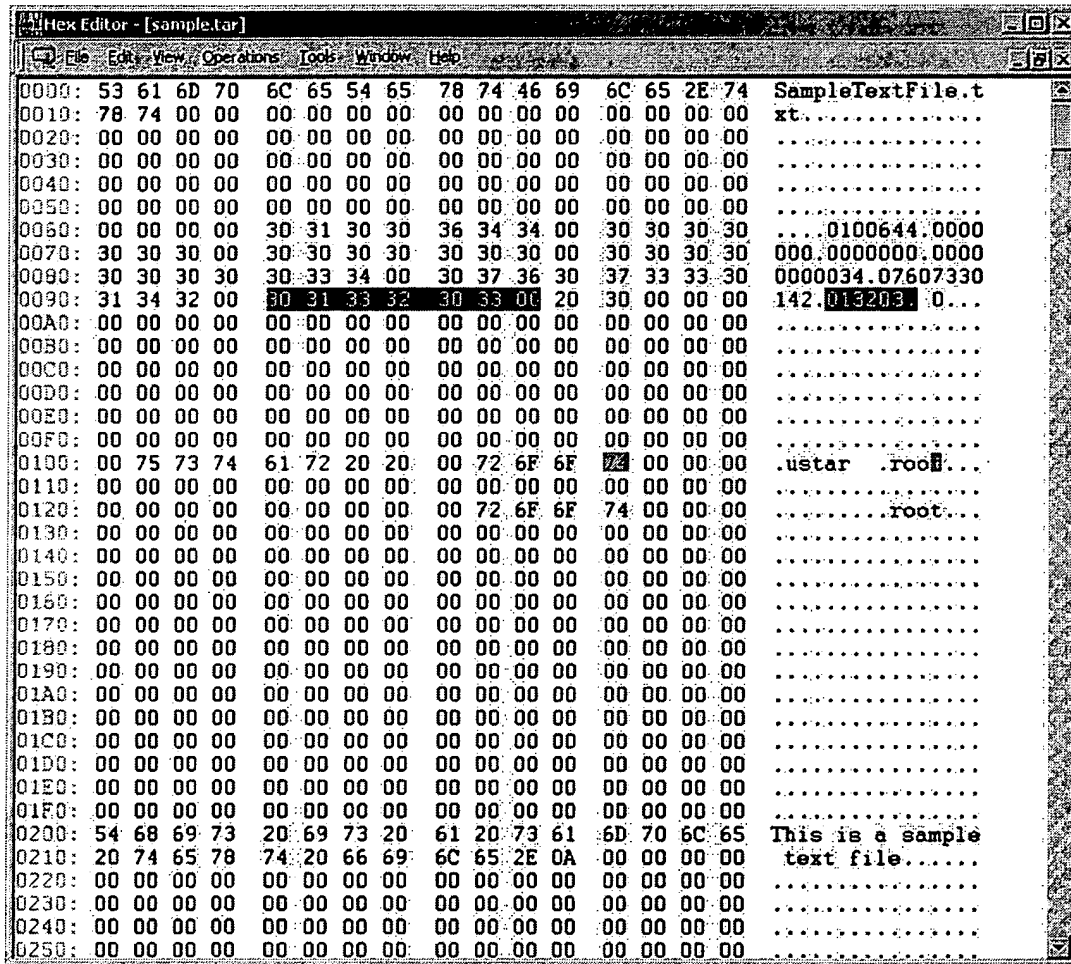 Hex Editor - [sample.tar]
File Edit View Operations Tools Window Help
0000: 53 61 6D 70 6C 65 54 65 78 74 46 69 6C 65 2E 74 SampleTextFile.t
0010: 78 74 00 00 00 00 00 00 00 00 00 00 00 00 00 00 xt..............
0020: 00 00 00 00 00 00 00 00 00 00 00 00 00 00 00 00 ................
0030: 00 00 00 00 00 00 00 00 00 00 00 00 00 00 00 00 ................
0040: 00 00 00 00 00 00 00 00 00 00 00 00 00 00 00 00 ................
0050: 00 00 00 00 00 00 00 00 00 00 00 00 00 00 00 00 ................
0060: 00 00 00 00 30 31 30 30 36 34 34 00 30 30 30 30 ....0100644.0000
0070: 30 30 30 00 30 30 30 30 30 30 30 00 30 30 30 30 000.0000000.0000
0080: 30 30 30 30 30 33 34 00 30 37 36 30 37 33 33 30 0000034.07607330
0090: 31 34 32 00 30 31 33 32 30 33 00 20 30 00 00 00 142.013203. 0...
00A0: 00 00 00 00 00 00 00 00 00 00 00 00 00 00 00 00 ................
00B0: 00 00 00 00 00 00 00 00 00 00 00 00 00 00 00 00 ................
00C0: 00 00 00 00 00 00 00 00 00 00 00 00 00 00 00 00 ................
00D0: 00 00 00 00 00 00 00 00 00 00 00 00 00 00 00 00 ................
00E0: 00 00 00 00 00 00 00 00 00 00 00 00 00 00 00 00 ................
00F0: 00 00 00 00 00 00 00 00 00 00 00 00 00 00 00 00 ................
0100: 00 75 73 74 61 72 20 20 00 72 6F 6F 74 00 00 00 .ustar  .root...
0110: 00 00 00 00 00 00 00 00 00 00 00 00 00 00 00 00 ................
0120: 00 00 00 00 00 00 00 00 00 72 6F 6F 74 00 00 00 .........root...
0130: 00 00 00 00 00 00 00 00 00 00 00 00 00 00 00 00 ................
0140: 00 00 00 00 00 00 00 00 00 00 00 00 00 00 00 00 ................
0150: 00 00 00 00 00 00 00 00 00 00 00 00 00 00 00 00 ................
0160: 00 00 00 00 00 00 00 00 00 00 00 00 00 00 00 00 ................
0170: 00 00 00 00 00 00 00 00 00 00 00 00 00 00 00 00 ................
0180: 00 00 00 00 00 00 00 00 00 00 00 00 00 00 00 00 ................
0190: 00 00 00 00 00 00 00 00 00 00 00 00 00 00 00 00 ................
01A0: 00 00 00 00 00 00 00 00 00 00 00 00 00 00 00 00 ................
01B0: 00 00 00 00 00 00 00 00 00 00 00 00 00 00 00 00 ................
01C0: 00 00 00 00 00 00 00 00 00 00 00 00 00 00 00 00 ................
01D0: 00 00 00 00 00 00 00 00 00 00 00 00 00 00 00 00 ................
01E0: 00 00 00 00 00 00 00 00 00 00 00 00 00 00 00 00 ................
01F0: 00 00 00 00 00 00 00 00 00 00 00 00 00 00 00 00 ................
0200: 54 68 69 73 20 69 73 20 61 20 73 61 6D 70 6C 65 This is a sample
0210: 20 74 65 78 74 20 66 69 6C 65 2E 0A 00 00 00 00  text file......
0220: 00 00 00 00 00 00 00 00 00 00 00 00 00 00 00 00 ................
0230: 00 00 00 00 00 00 00 00 00 00 00 00 00 00 00 00 ................
0240: 00 00 00 00 00 00 00 00 00 00 00 00 00 00 00 00 ................
0250: 00 00 00 00 00 00 00 00 00 00 00 00 00 00 00 00 ................